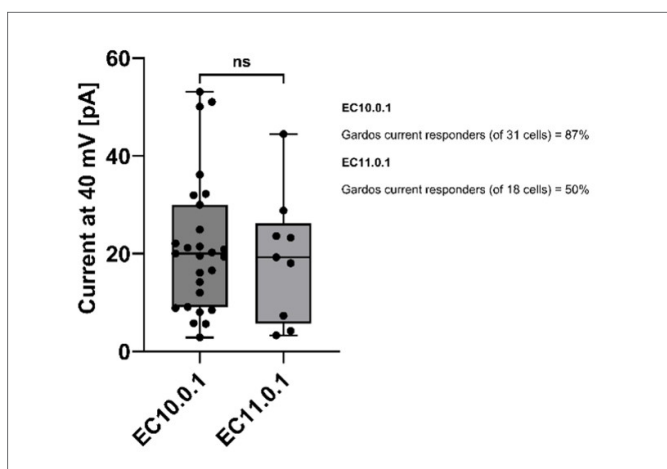 60
ns
40
20
0
Current at 40 mV [pA]
EC10.0.1
EC11.0.1
EC10.0.1
Gardos current responders (of 31 cells) = 87%
EC11.0.1
Gardos current responders (of 18 cells) = 50%